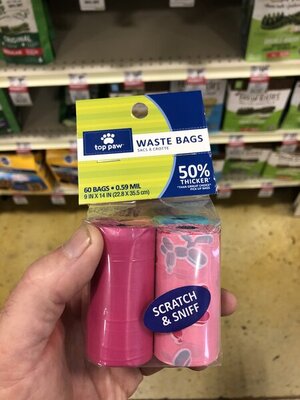 top paw
WASTE BAGS
SACS À CROTTE
60 BAGS • 0.59 MIL
9 IN X 14 IN (22.8 X 35.5 cm)
50%
THICKER*
SCRATCH
& SNIFF
ORIGINAL